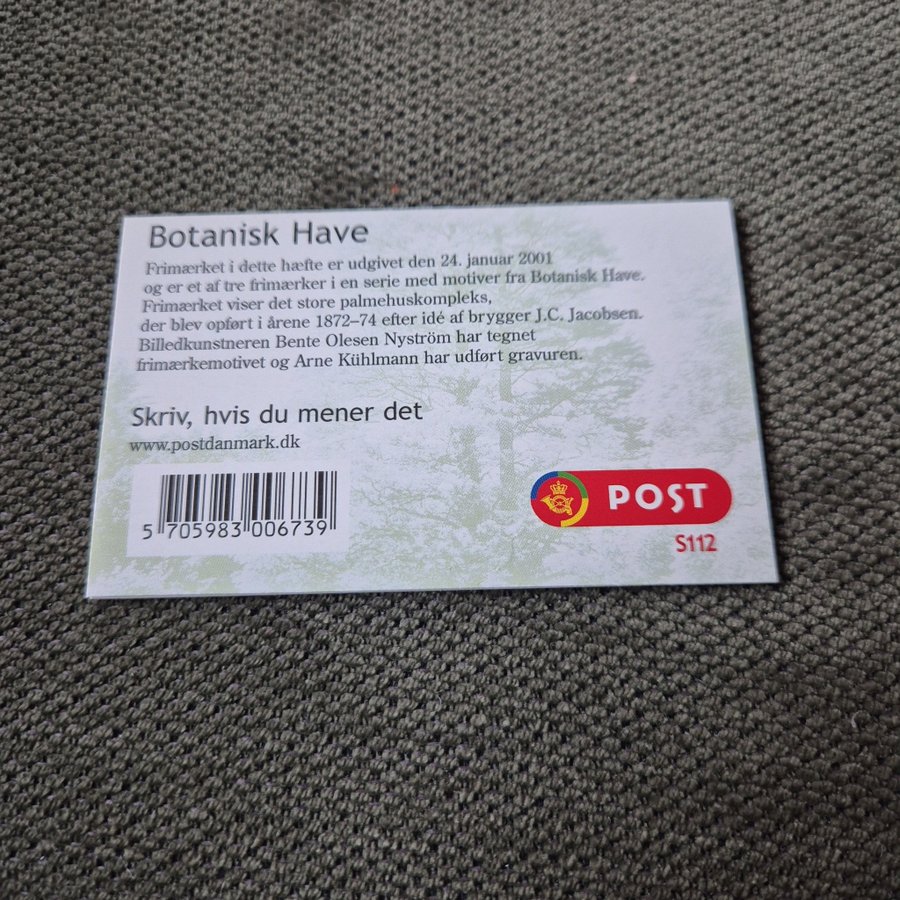 Botanisk Have
Frimærket i dette hæfte er udgivet den 24. januar 2001
og er et af tre frimærker i en serie med motiver fra Botanisk Have.
Frimærket viser det store palmehuskompleks,
der blev opført i årene 1872–74 efter idé af brygger J.C. Jacobsen.
Billedkunstneren Bente Olesen Nyström har tegnet
frimærkemotivet og Arne Kühlmann har udført gravuren.
Skriv, hvis du mener det
www.postdanmark.dk
5 705983 006739
POST
S112